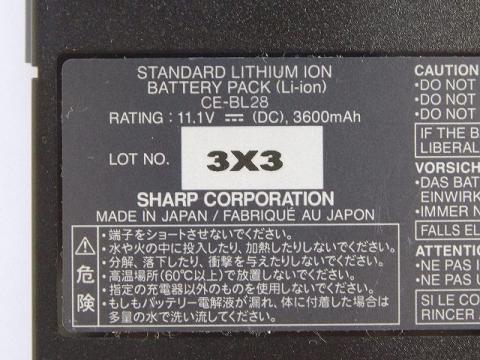 STANDARD LITHIUM ION
BATTERY PACK (Li-ion)
CE-BL28
RATING: 11.1V ⎓ (DC), 3600mAh
LOT NO. 3X3
SHARP CORPORATION
MADE IN JAPAN / FABRIQUÉ AU JAPON
⚠危険
・端子をショートさせないでください。
・水や火の中に投入したり、加熱したりしないでください。
・分解、落下したり、衝撃を与えたりしないでください。
・高温場所(60℃以上)で放置しないでください。
・指定の充電器以外のものを使用しないでください。
・もしもバッテリー電解液が漏れ、体に付着した場合は
多量の水で洗い流してください。
CAUTION
•DO NOT
•DO NOT
•DO NOT
IF THE B
LIBERAL
VORSICH
•DAS BAT
EINWIRK
•IMMER N
FALLS EL
ATTENTIO
•NE PAS
•NE PAS
SI LE CO
RINCER